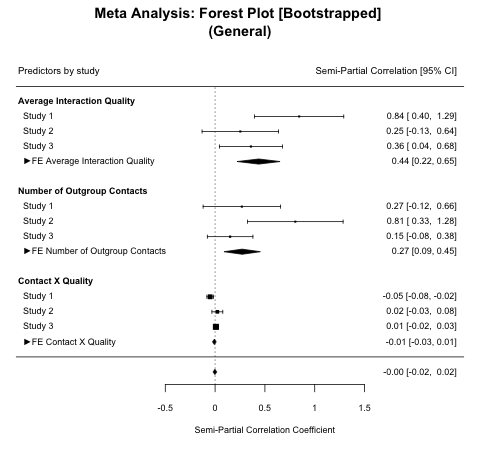 Meta Analysis: Forest Plot [Bootstrapped]
(General)
Predictors by study Semi-Partial Correlation [95% CI]
Average Interaction Quality
Study 1 0.84 [ 0.40, 1.29]
Study 2 0.25 [-0.13, 0.64]
Study 3 0.36 [ 0.04, 0.68]
►FE Average Interaction Quality 0.44 [0.22, 0.65]
Number of Outgroup Contacts
Study 1 0.27 [-0.12, 0.66]
Study 2 0.81 [ 0.33, 1.28]
Study 3 0.15 [-0.08, 0.38]
►FE Number of Outgroup Contacts 0.27 [0.09, 0.45]
Contact X Quality
Study 1 -0.05 [-0.08, -0.02]
Study 2 0.02 [-0.03, 0.08]
Study 3 0.01 [-0.02, 0.03]
►FE Contact X Quality -0.01 [-0.03, 0.01]
-0.00 [-0.02, 0.02]
-0.5 0 0.5 1 1.5
Semi-Partial Correlation Coefficient